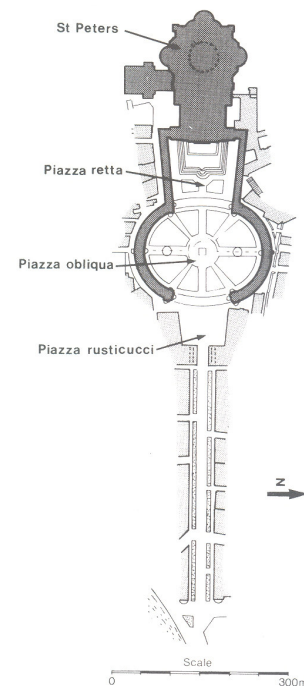 St Peters
Piazza retta
Piazza obliqua
Piazza rusticucci
N
Scale
0 300m